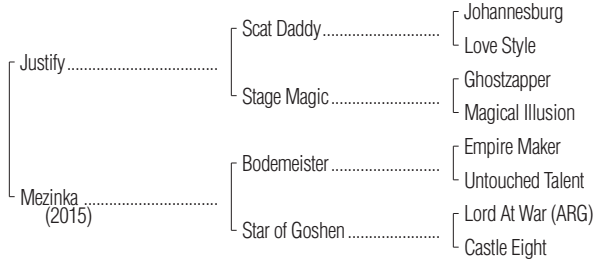 Johannesburg
Scat Daddy
Love Style
Justify
Ghostzapper
Stage Magic
Magical Illusion
Empire Maker
Bodemeister
Untouched Talent
Mezinka
(2015)
Lord At War (ARG)
Star of Goshen
Castle Eight